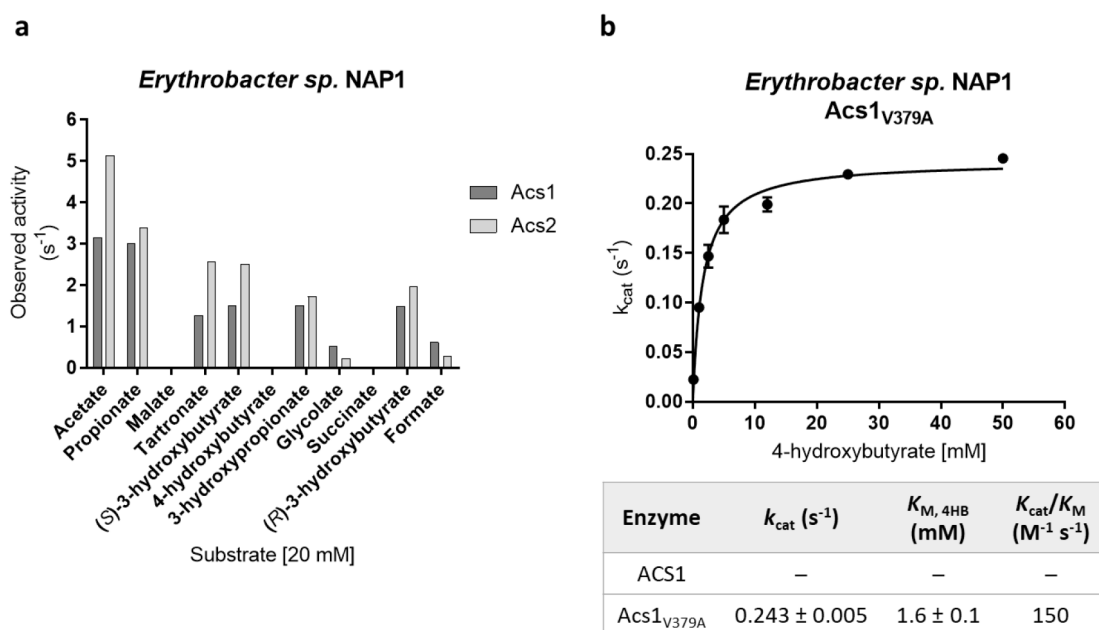 a
Erythrobacter sp. NAP1
Observed activity
(s⁻¹)
6
5
4
3
2
1
0
Acs1
Acs2
Acetate
Propionate
Malate
Tartronate
(S)-3-hydroxybutyrate
4-hydroxybutyrate
3-hydroxypropionate
Glycolate
Succinate
(R)-3-hydroxybutyrate
Formate
Substrate [20 mM]
b
Erythrobacter sp. NAP1
Acs1V379A
kcat (s⁻¹)
0.25
0.20
0.15
0.10
0.05
0.00
0 10 20 30 40 50 60
4-hydroxybutyrate [mM]
Enzyme kcat (s⁻¹) KM, 4HB (mM) Kcat/KM (M⁻¹ s⁻¹)
ACS1 – – –
Acs1V379A 0.243 ± 0.005 1.6 ± 0.1 150